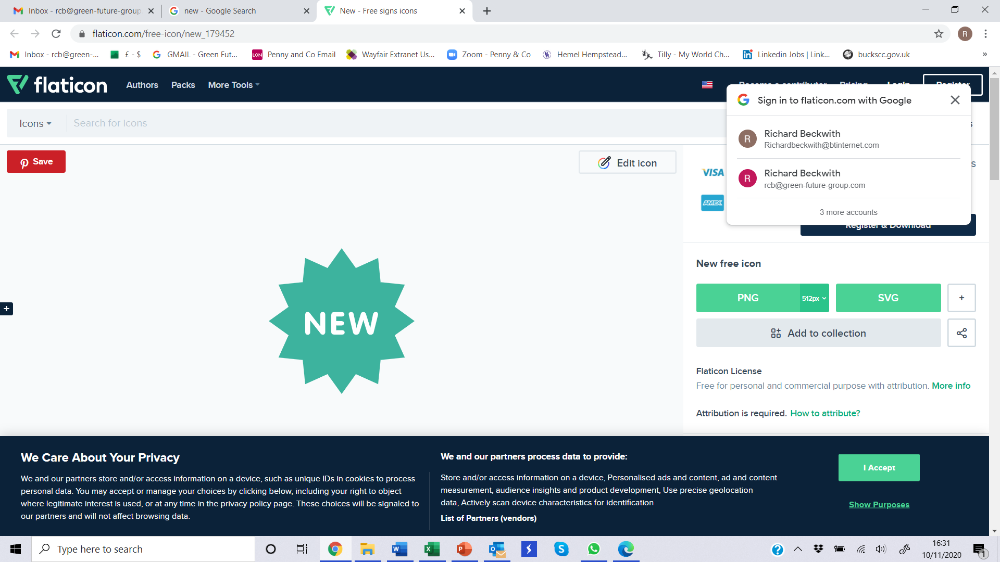 Inbox - rcb@green-future-group
new - Google Search
New - Free signs icons
flaticon.com/free-icon/new_179452
R
Inbox - rcb@green-...
£ - $
GMAIL - Green Fut...
LCN
Penny and Co Email
Wayfair Extranet Us...
Zoom - Penny & Co
Hemel Hempstead...
Tilly - My World Ch...
Linkedin Jobs | Link...
buckscc.gov.uk
»
flaticon
Authors
Packs
More Tools
Become a contributor
Pricing
Login
Register
Sign in to flaticon.com with Google
Icons
Search for icons
R
Richard Beckwith
Richardbeckwith@btinternet.com
Save
Edit icon
VISA
s
R
Richard Beckwith
rcb@green-future-group.com
AMEX
3 more accounts
Register & Download
New free icon
PNG
512px
SVG
+
NEW
+
Add to collection
Flaticon License
Free for personal and commercial purpose with attribution. More info
Attribution is required. How to attribute?
We Care About Your Privacy
We and our partners store and/or access information on a device, such as unique IDs in cookies to process
personal data. You may accept or manage your choices by clicking below, including your right to object
where legitimate interest is used, or at any time in the privacy policy page. These choices will be signaled to
our partners and will not affect browsing data.
We and our partners process data to provide:
Store and/or access information on a device, Personalised ads and content, ad and content
measurement, audience insights and product development, Use precise geolocation
data, Actively scan device characteristics for identification
List of Partners (vendors)
I Accept
Show Purposes
Type here to search
16:31
10/11/2020
1